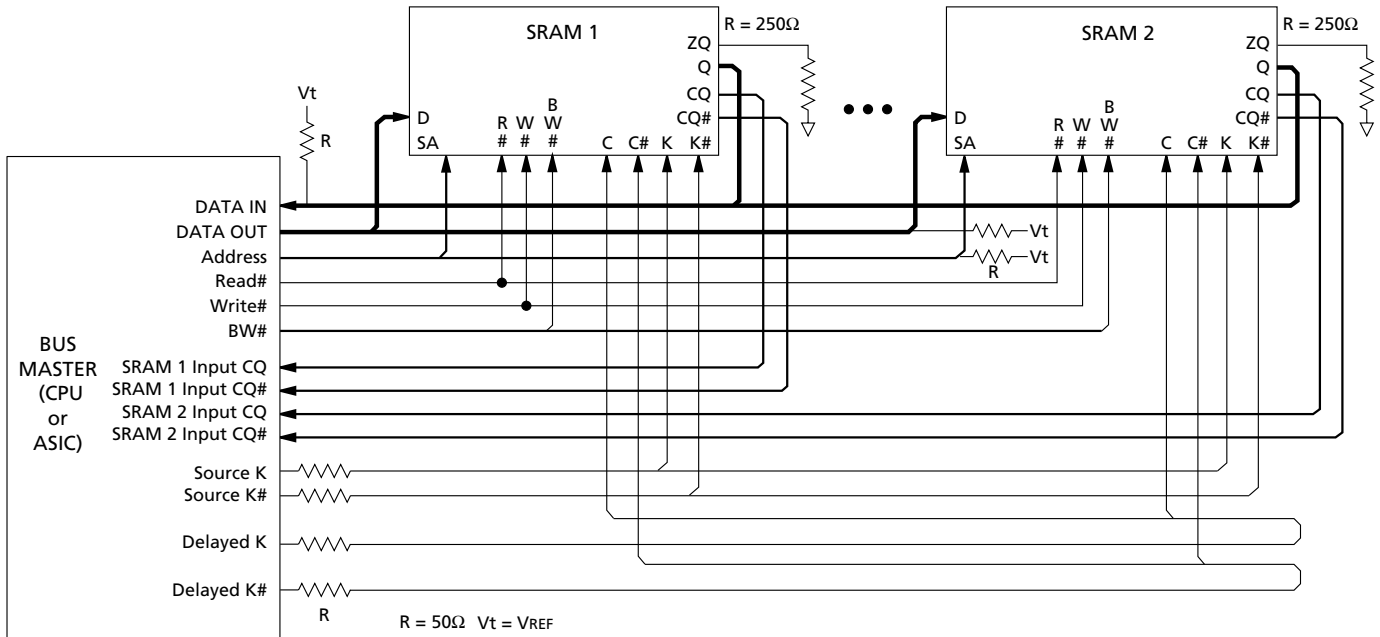 SRAM 1
ZQ
Q
CQ
CQ#
D
SA
R
#
W
#
B
W
#
C
C#
K
K#
R = 250Ω
SRAM 2
ZQ
Q
CQ
CQ#
D
SA
R
#
W
#
B
W
#
C
C#
K
K#
R = 250Ω
Vt
R
DATA IN
DATA OUT
Address
Read#
Write#
BW#
SRAM 1 Input CQ
SRAM 1 Input CQ#
SRAM 2 Input CQ
SRAM 2 Input CQ#
Source K
Source K#
Delayed K
Delayed K#
BUS
MASTER
(CPU
or
ASIC)
Vt
Vt
R
R
R = 50Ω Vt = VREF